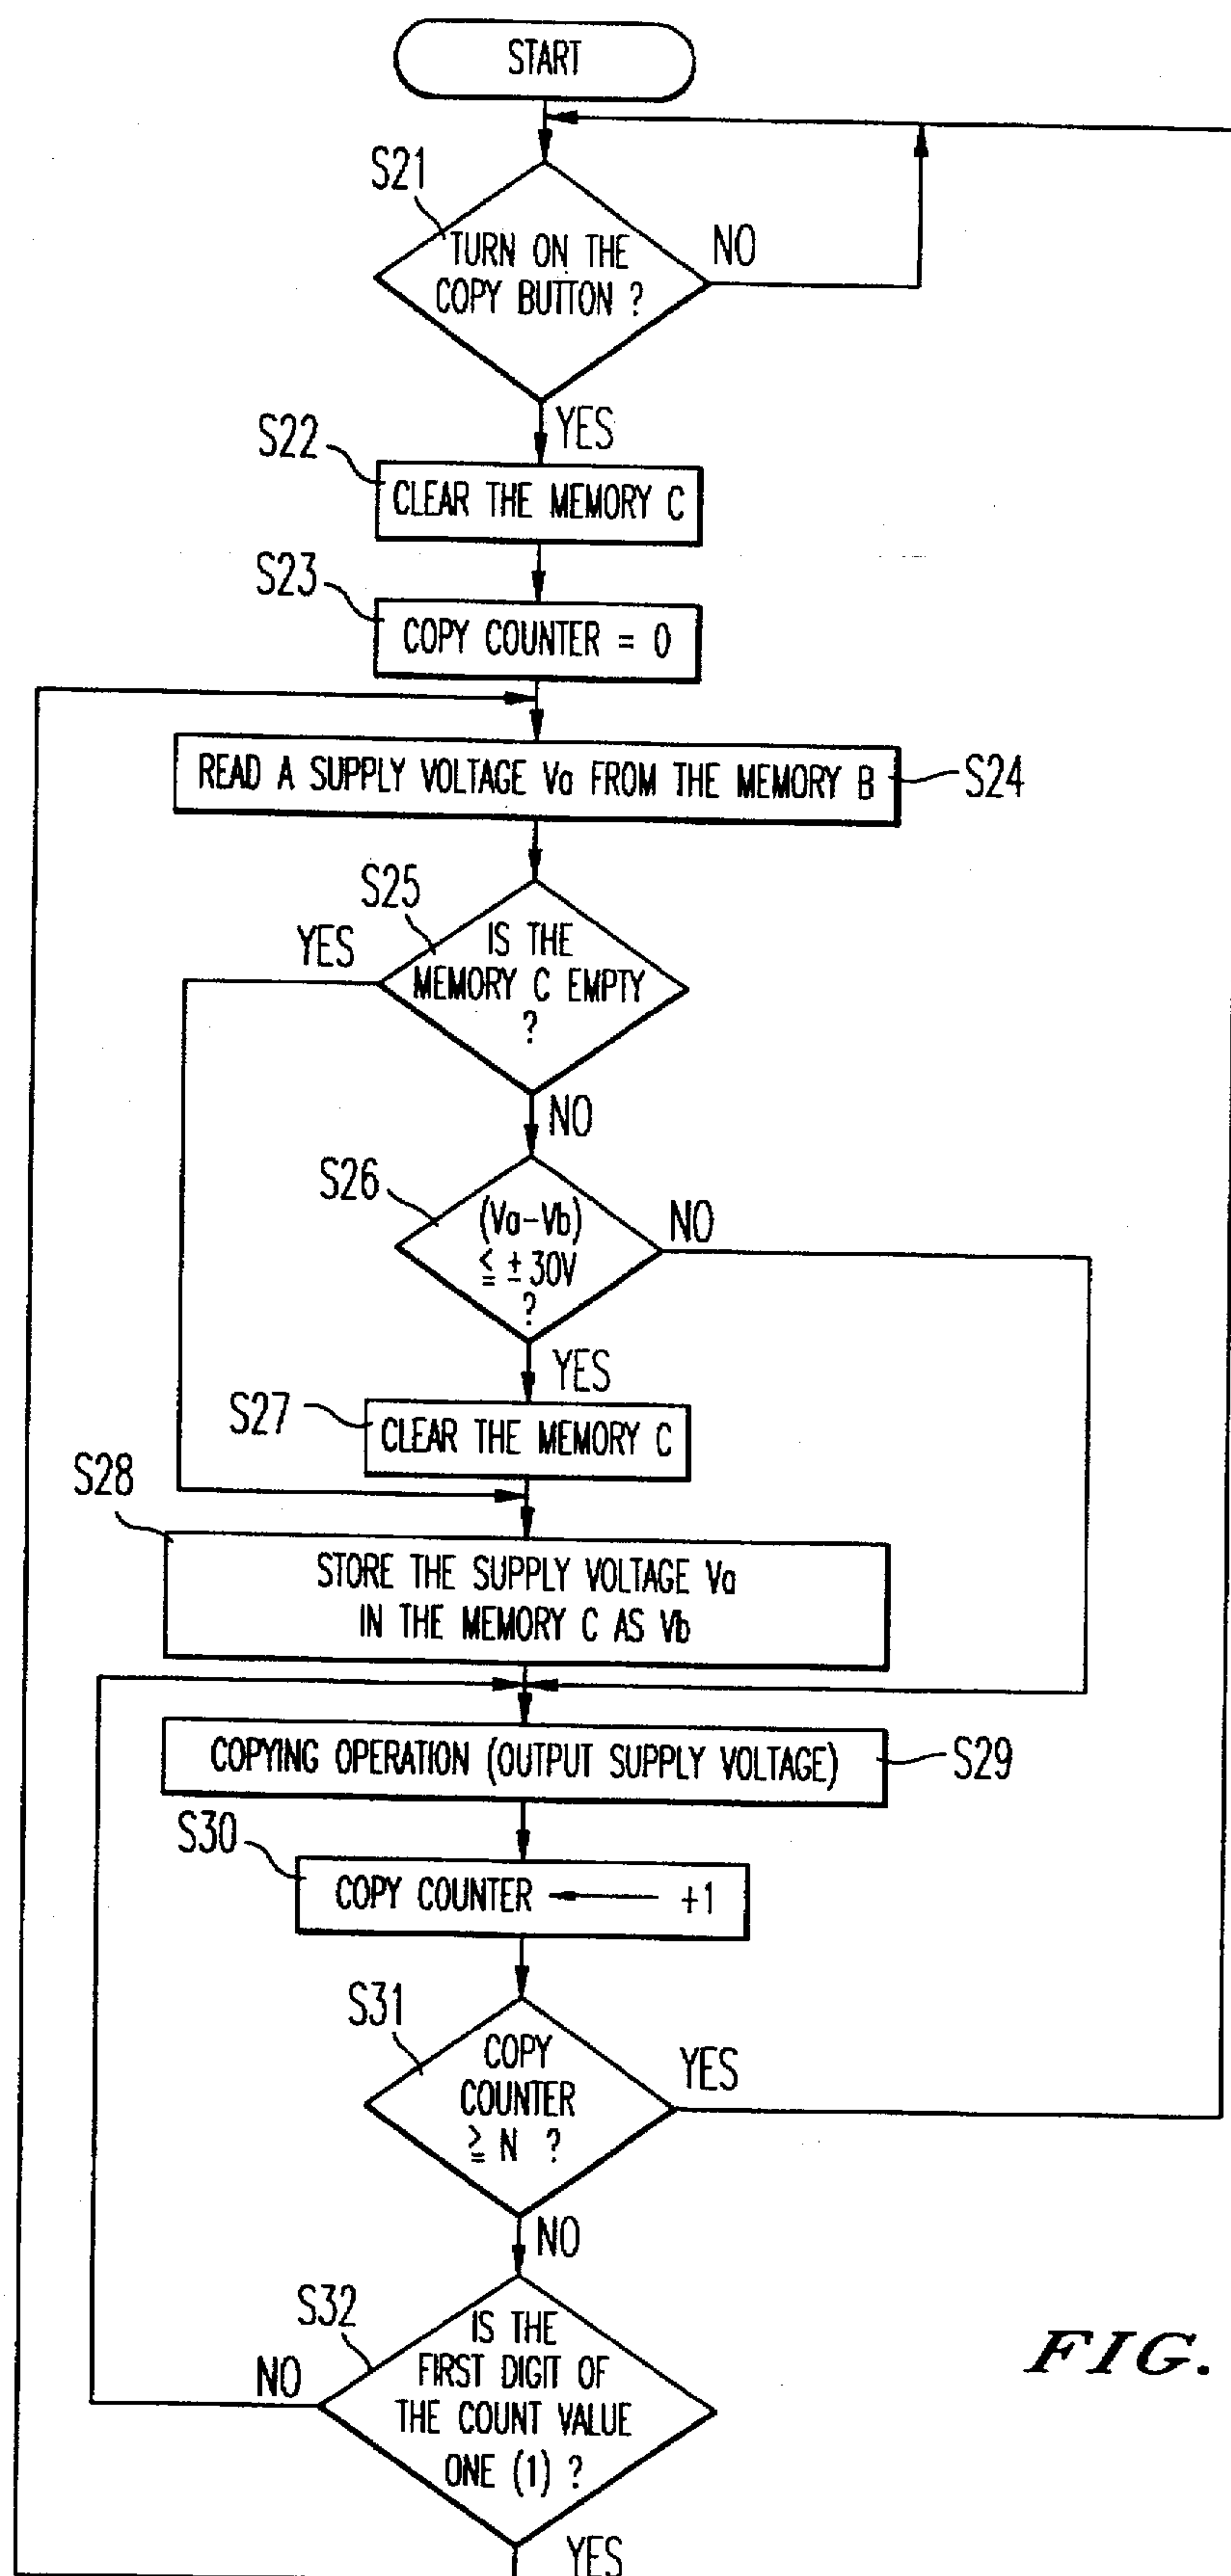 START
S21
TURN ON THE
COPY BUTTON ?
NO
YES
S22
CLEAR THE MEMORY C
S23
COPY COUNTER = 0
READ A SUPPLY VOLTAGE Va FROM THE MEMORY B
S24
S25
YES
IS THE
MEMORY C EMPTY
?
NO
S26
(Va-Vb)
≦ ±30V
?
NO
YES
S27
CLEAR THE MEMORY C
S28
STORE THE SUPPLY VOLTAGE Va
IN THE MEMORY C AS Vb
COPYING OPERATION (OUTPUT SUPPLY VOLTAGE)
S29
S30
COPY COUNTER ← +1
S31
COPY
COUNTER
≧ N ?
YES
NO
S32
IS THE
FIRST DIGIT OF
THE COUNT VALUE
ONE (1) ?
NO
YES
FIG.